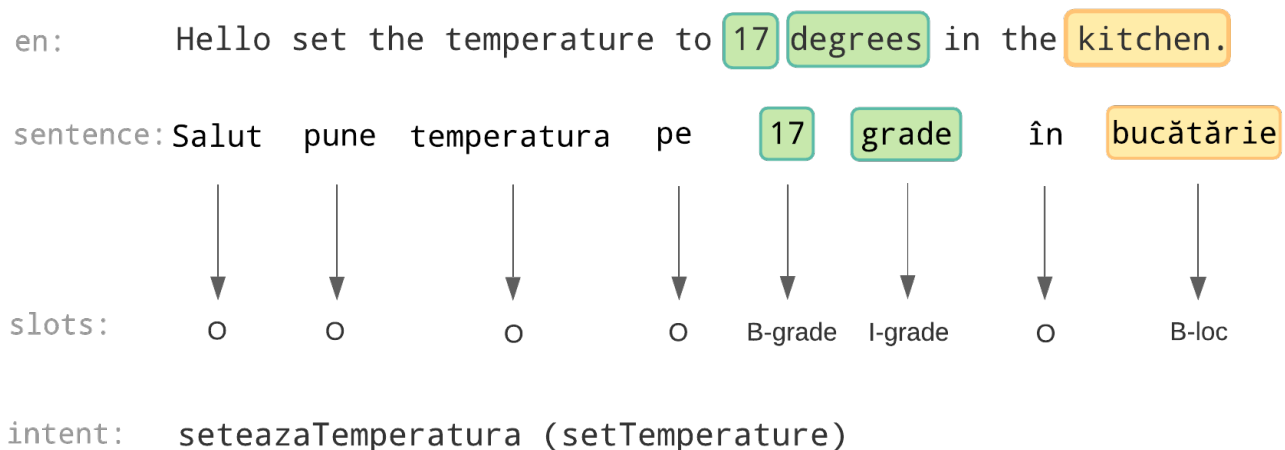 en: Hello set the temperature to 17 degrees in the kitchen.
sentence: Salut pune temperatura pe 17 grade în bucătărie
slots: O O O O B-grade I-grade O B-loc
intent: seteazaTemperatura (setTemperature)